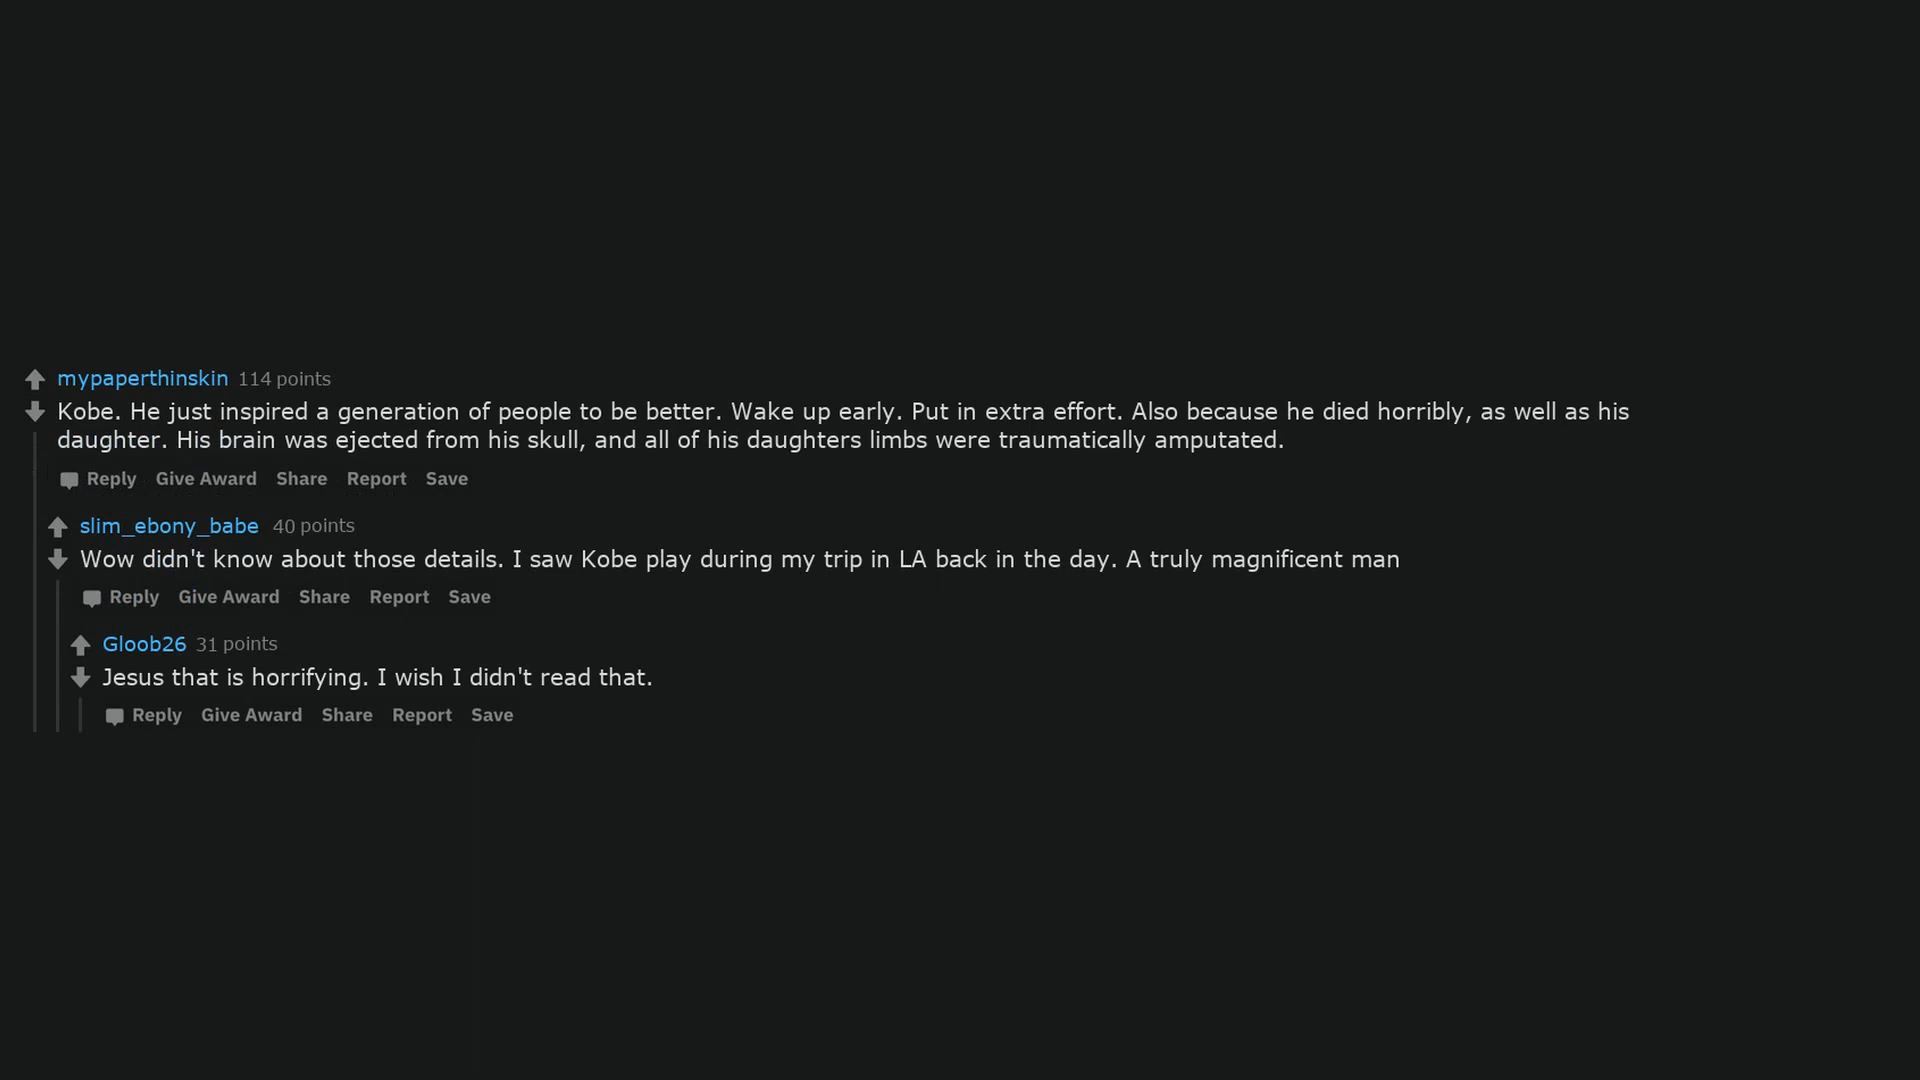 mypaperthinskin 114 points
Kobe. He just inspired a generation of people to be better. Wake up early. Put in extra effort. Also because he died horribly, as well as his
daughter. His brain was ejected from his skull, and all of his daughters limbs were traumatically amputated.
Reply Give Award Share Report Save
slim_ebony_babe 40 points
Wow didn't know about those details. I saw Kobe play during my trip in LA back in the day. A truly magnificent man
Reply Give Award Share Report Save
Gloob26 31 points
Jesus that is horrifying. I wish I didn't read that.
Reply Give Award Share Report Save